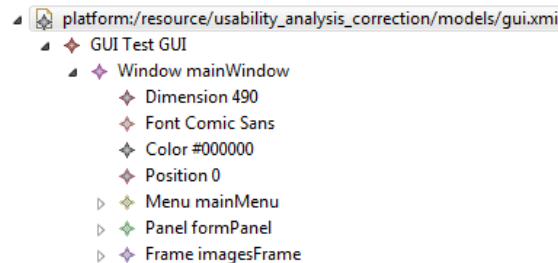 platform:/resource/usability_analysis_correction/models/gui.xmi
GUI Test GUI
Window mainWindow
Dimension 490
Font Comic Sans
Color #000000
Position 0
Menu mainMenu
Panel formPanel
Frame imagesFrame